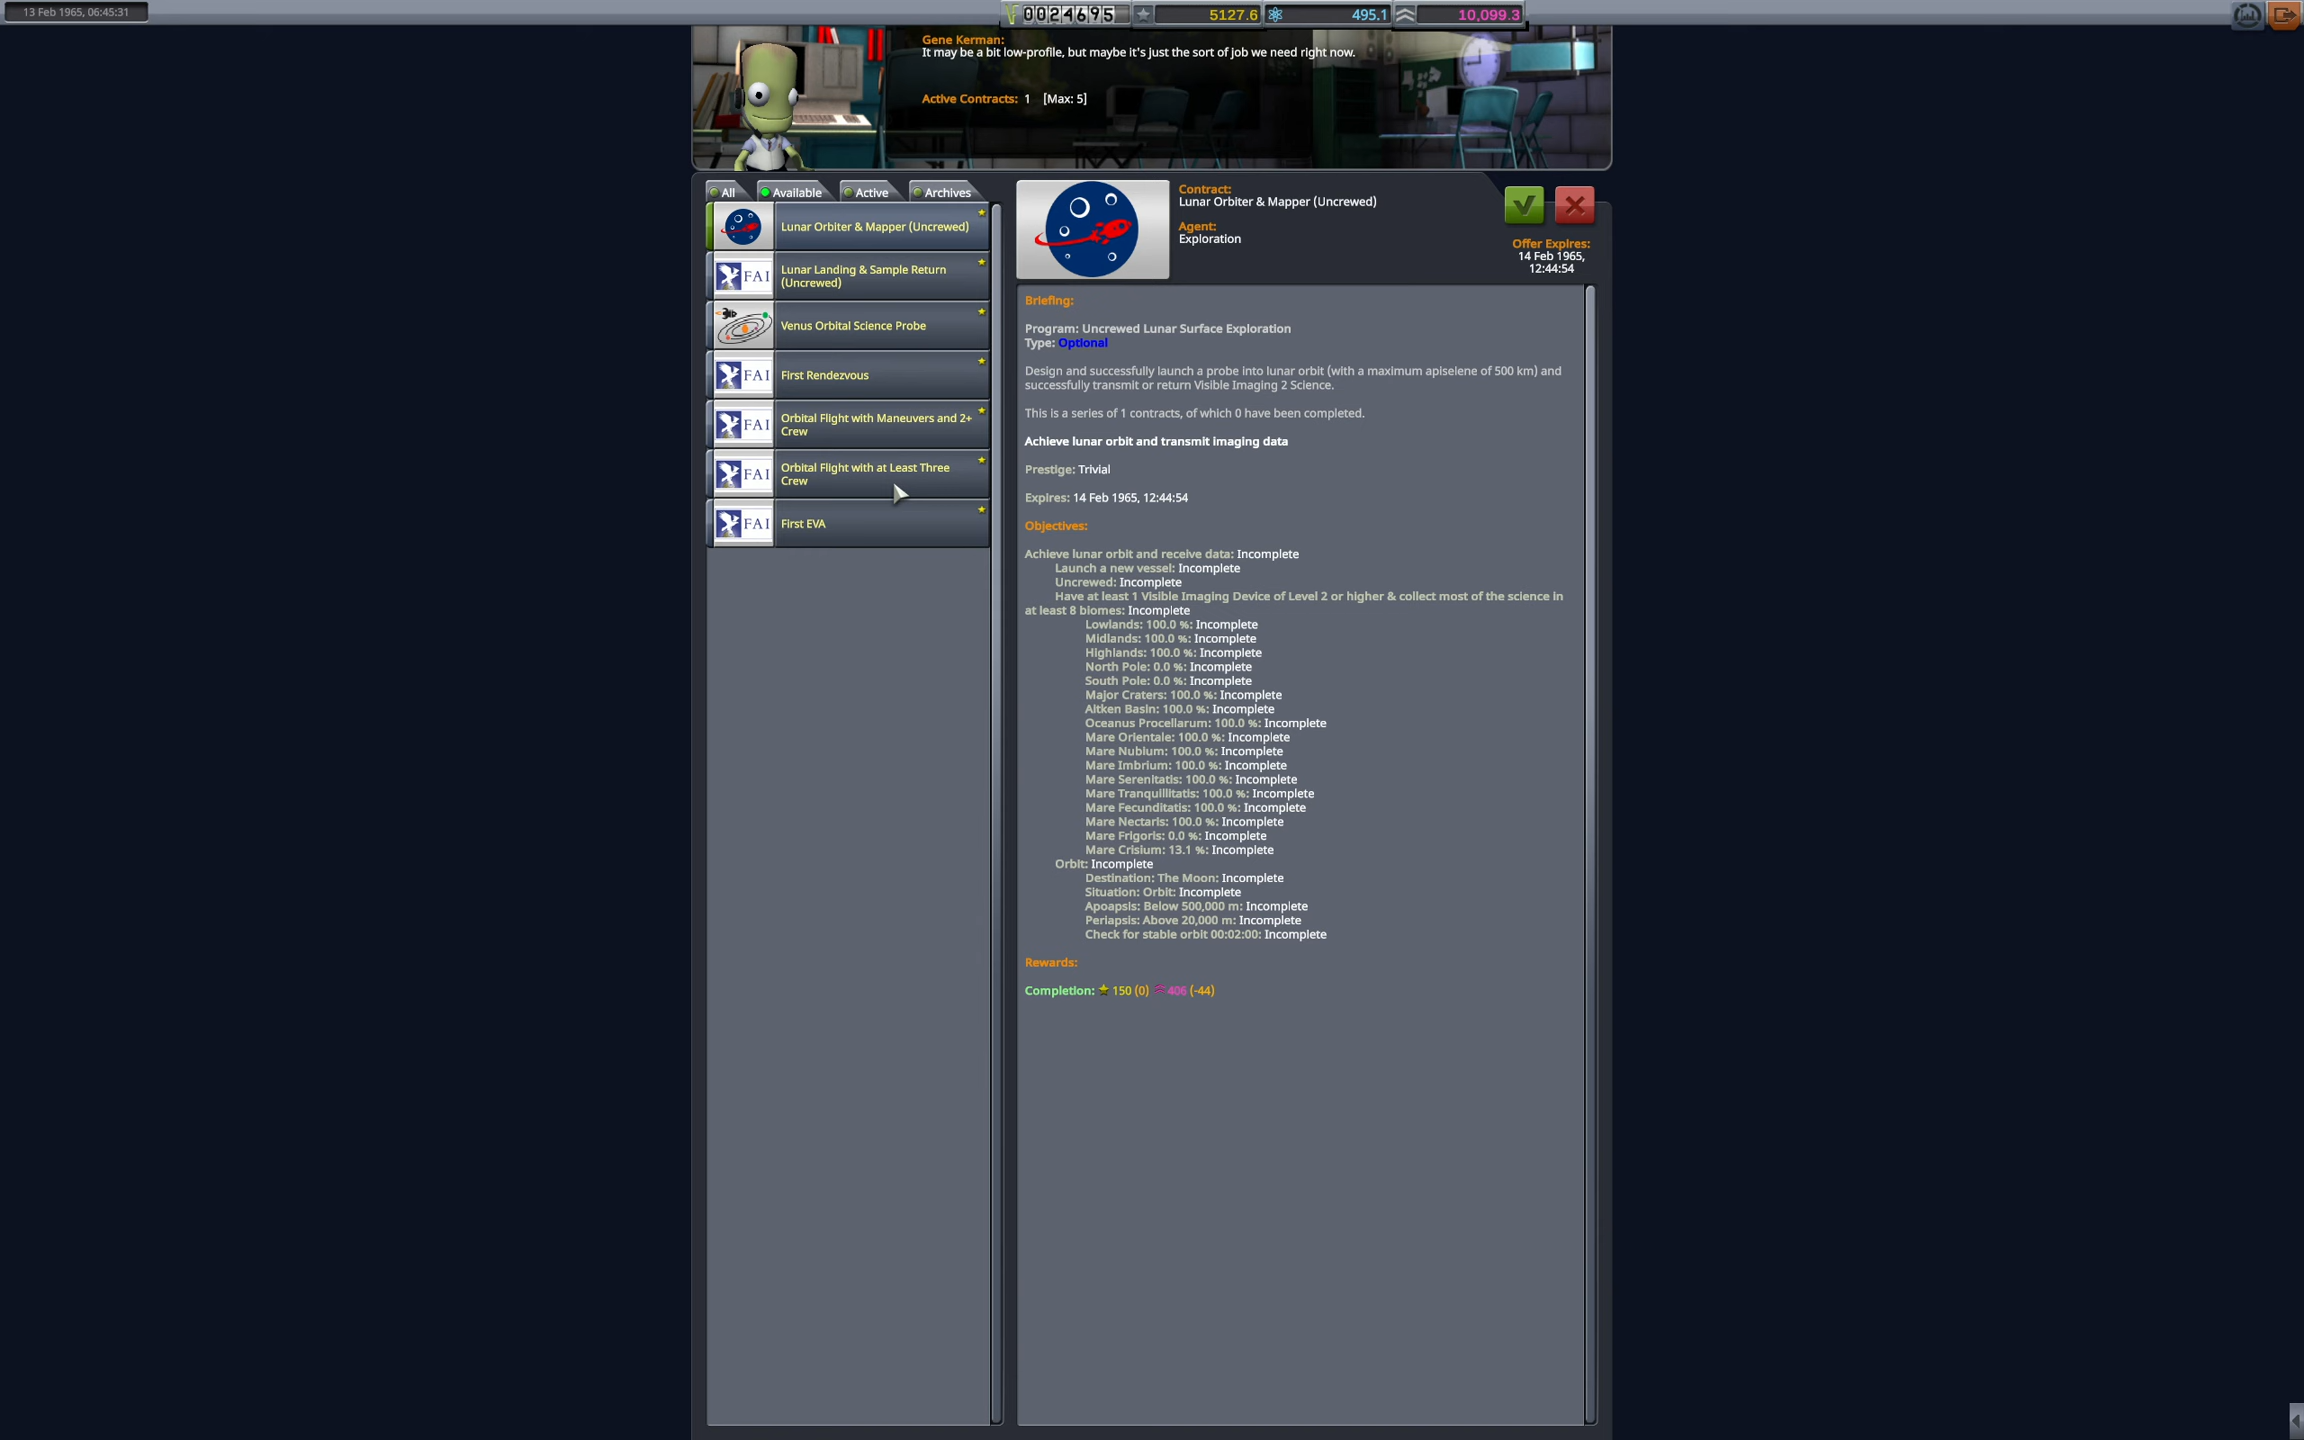 13 Feb 1965, 06:45:31
0024695
5127.6
495.1
10,099.3
Gene Kerman:
It may be a bit low-profile, but maybe it's just the sort of job we need right now.
Active Contracts: 1 [Max: 5]
All
Available
Active
Archives
FAI
Lunar Orbiter & Mapper (Uncrewed)
Lunar Landing & Sample Return
(Uncrewed)
Venus Orbital Science Probe
FAI
First Rendezvous
FAI
Orbital Flight with Maneuvers and 2+
Crew
FAI
Orbital Flight with at Least Three
Crew
FAI
First EVA
Contract:
Lunar Orbiter & Mapper (Uncrewed)
Agent:
Exploration
Offer Expires:
14 Feb 1965,
12:44:54
Briefing:
Program: Uncrewed Lunar Surface Exploration
Type: Optional
Design and successfully launch a probe into lunar orbit (with a maximum apiselene of 500 km) and
successfully transmit or return Visible Imaging 2 Science.
This is a series of 1 contracts, of which 0 have been completed.
Achieve lunar orbit and transmit imaging data
Prestige: Trivial
Expires: 14 Feb 1965, 12:44:54
Objectives:
Achieve lunar orbit and receive data: Incomplete
Launch a new vessel: Incomplete
Uncrewed: Incomplete
Have at least 1 Visible Imaging Device of Level 2 or higher & collect most of the science in
at least 8 biomes: Incomplete
Lowlands: 100.0 %: Incomplete
Midlands: 100.0 %: Incomplete
Highlands: 100.0 %: Incomplete
North Pole: 0.0 %: Incomplete
South Pole: 0.0 %: Incomplete
Major Craters: 100.0 %: Incomplete
Aitken Basin: 100.0 %: Incomplete
Oceanus Procellarum: 100.0 %: Incomplete
Mare Orientale: 100.0 %: Incomplete
Mare Nubium: 100.0 %: Incomplete
Mare Imbrium: 100.0 %: Incomplete
Mare Serenitatis: 100.0 %: Incomplete
Mare Tranquillitatis: 100.0 %: Incomplete
Mare Fecunditatis: 100.0 %: Incomplete
Mare Nectaris: 100.0 %: Incomplete
Mare Frigoris: 0.0 %: Incomplete
Mare Crisium: 13.1 %: Incomplete
Orbit: Incomplete
Destination: The Moon: Incomplete
Situation: Orbit: Incomplete
Apoapsis: Below 500,000 m: Incomplete
Periapsis: Above 20,000 m: Incomplete
Check for stable orbit 00:02:00: Incomplete
Rewards:
Completion: 150 (0) 406 (-44)